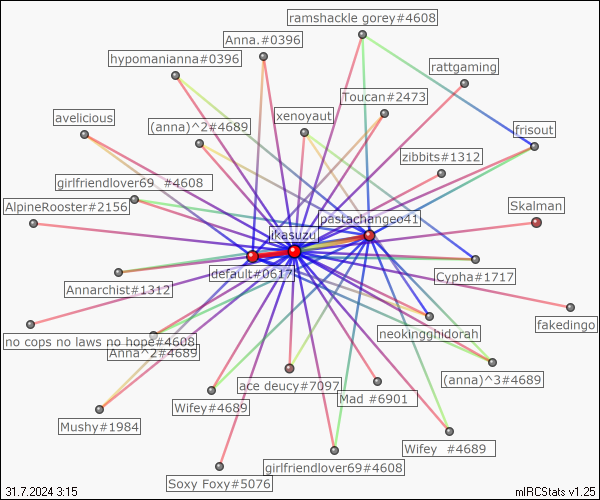 ramshackle gorey#4608
Anna.#0396
hypomanianna#0396
rattgaming
Toucan#2473
avelicious
xenoyaut
(anna)^2#4689
frisout
zibbits#1312
girlfriendlover69 #4608
AlpineRooster#2156
Skalman
pastachangeo41
ikasuzu
default#0617
Cypha#1717
Annarchist#1312
fakedingo
neokingghidorah
no cops no laws no hope#4608
Anna^2#4689
(anna)^3#4689
ace deucy#7097
Mad #6901
Wifey#4689
Mushy#1984
Wifey #4689
girlfriendlover69#4608
Soxy Foxy#5076
31.7.2024 3:15
mIRCStats v1.25